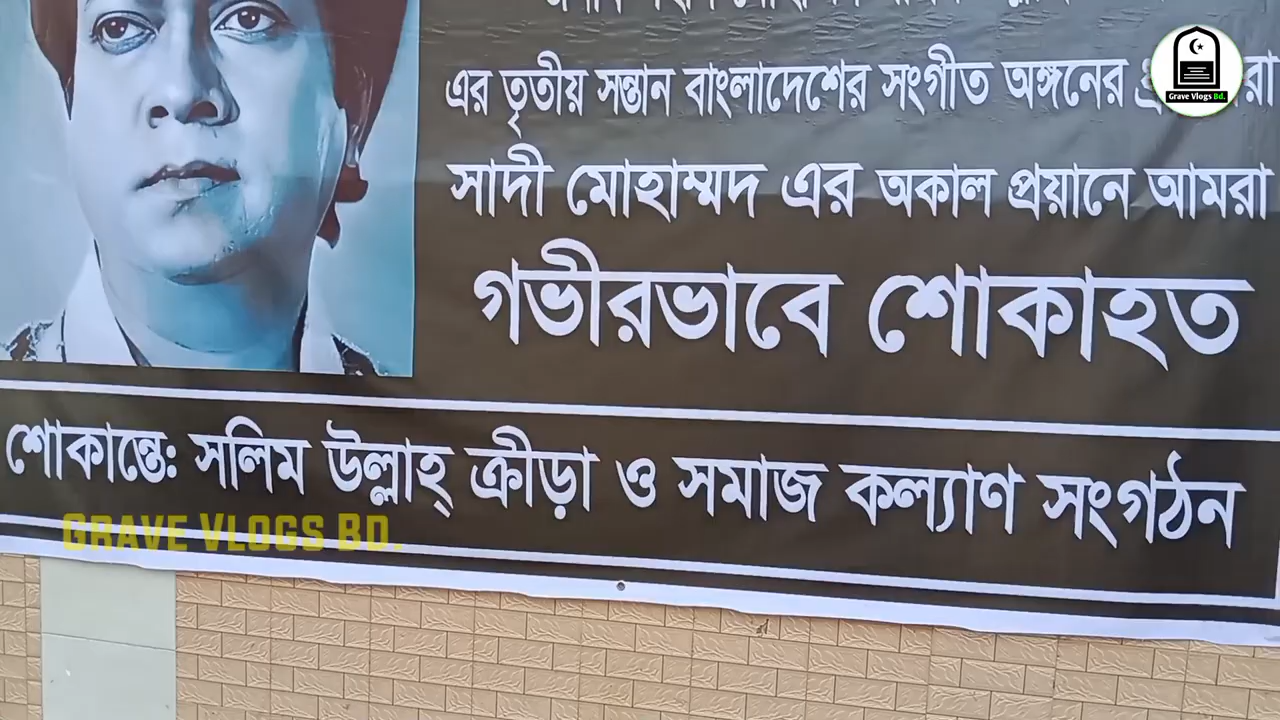 এর তৃতীয় সন্তান বাংলাদেশের সংগীত অঙ্গনের
সাদী মোহাম্মদ এর অকাল প্রয়ানে আমরা
গভীরভাবে শোকাহত
শোকান্তে: সলিম উল্লাহ্ ক্রীড়া ও সমাজ কল্যাণ সংগঠন
GRAVE VLOGS BD.
Grave Vlogs Bd.